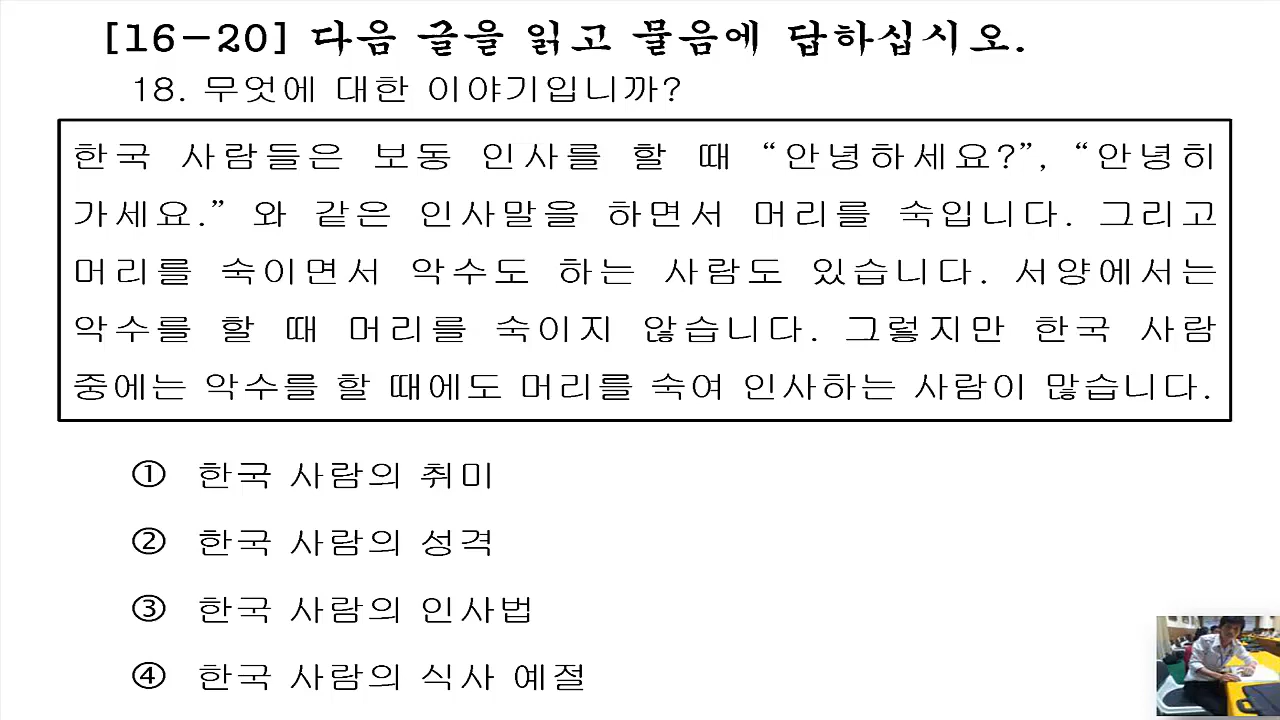 [16-20] 다음 글을 읽고 물음에 답하십시오.
18. 무엇에 대한 이야기입니까?
한국 사람들은 보통 인사를 할 때 “안녕하세요?”, “안녕히
가세요.” 와 같은 인사말을 하면서 머리를 숙입니다. 그리고
머리를 숙이면서 악수도 하는 사람도 있습니다. 서양에서는
악수를 할 때 머리를 숙이지 않습니다. 그렇지만 한국 사람
중에는 악수를 할 때에도 머리를 숙여 인사하는 사람이 많습니다.
① 한국 사람의 취미
② 한국 사람의 성격
③ 한국 사람의 인사법
④ 한국 사람의 식사 예절